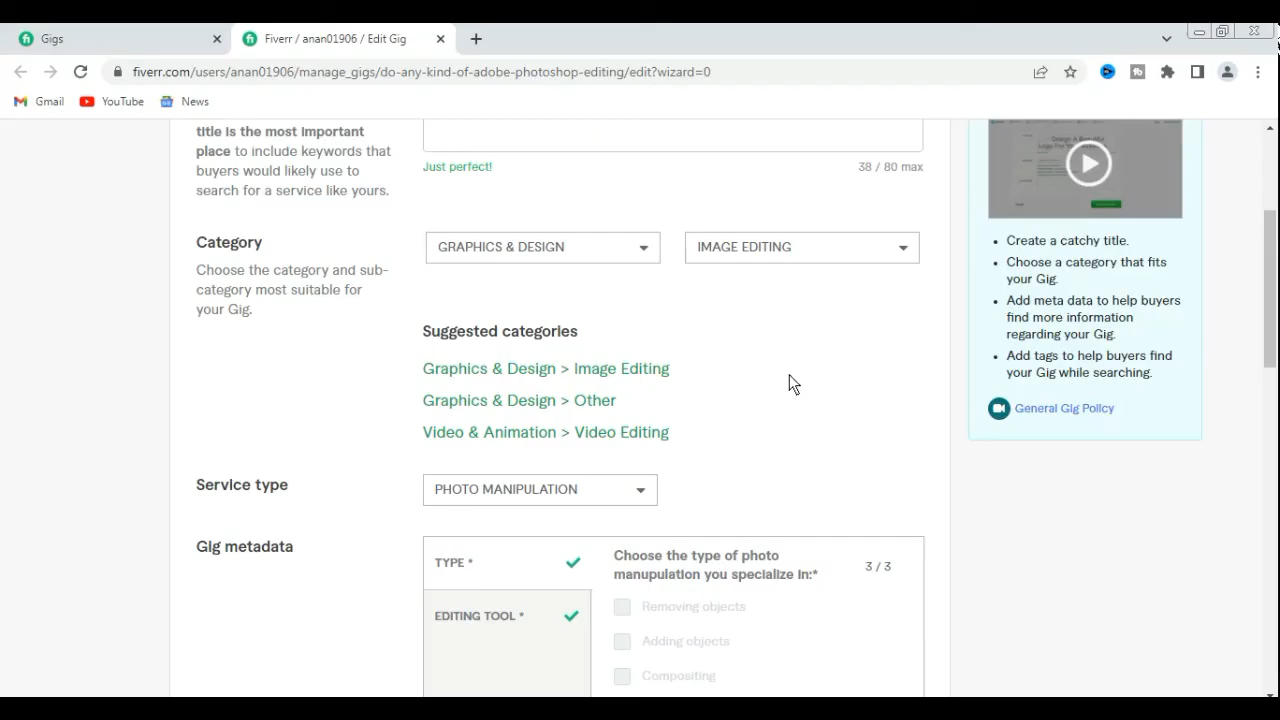 Gigs
Fiverr / anan01906 / Edit Gig
fiverr.com/users/anan01906/manage_gigs/do-any-kind-of-adobe-photoshop-editing/edit?wizard=0
Gmail
YouTube
News
title is the most important
place to include keywords that
buyers would likely use to
search for a service like yours.
Just perfect!
38 / 80 max
Category
Choose the category and sub-
category most suitable for
your Gig.
GRAPHICS & DESIGN
IMAGE EDITING
Suggested categories
Graphics & Design > Image Editing
Graphics & Design > Other
Video & Animation > Video Editing
Service type
PHOTO MANIPULATION
Gig metadata
TYPE *
EDITING TOOL *
Choose the type of photo
manupulation you specialize in:*
3 / 3
Removing objects
Adding objects
Compositing
• Create a catchy title.
• Choose a category that fits
your Gig.
• Add meta data to help buyers
find more information
regarding your Gig.
• Add tags to help buyers find
your Gig while searching.
General Gig Policy